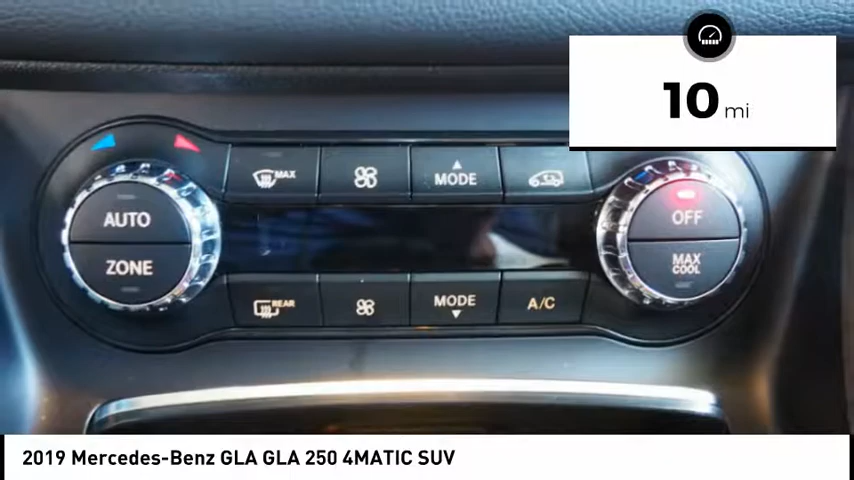 10 mi
MAX
MODE
AUTO
ZONE
OFF
MAX
COOL
REAR
MODE
A/C
2019 Mercedes-Benz GLA GLA 250 4MATIC SUV